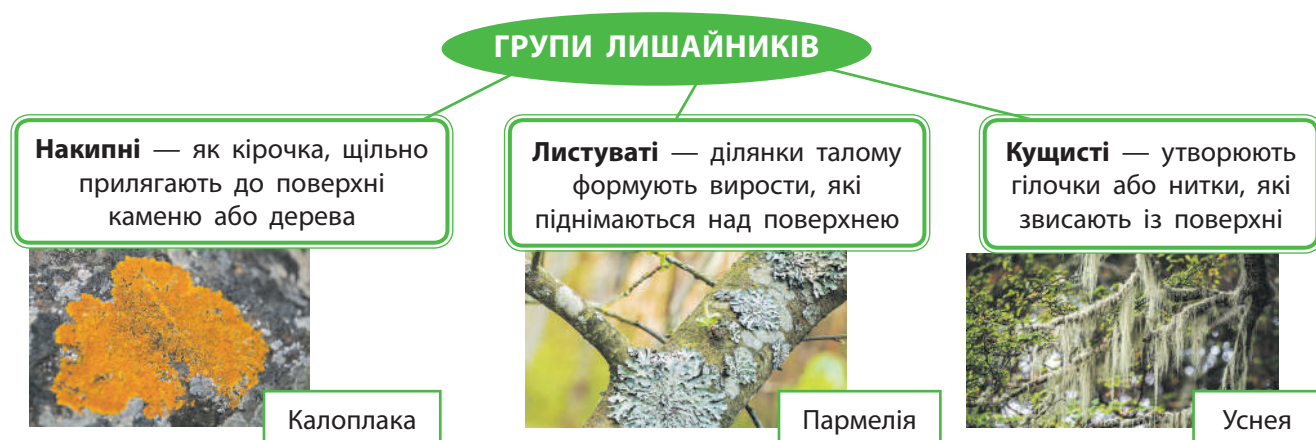 ГРУПИ ЛИШАЙНИКІВ
Накипні — як кірочка, щільно
прилягають до поверхні
каменю або дерева
Листуваті — ділянки талому
формують вирости, які
піднімаються над поверхнею
Кущисті — утворюють
гілочки або нитки, які
звисають із поверхні
Калоплака
Пармелія
Уснея